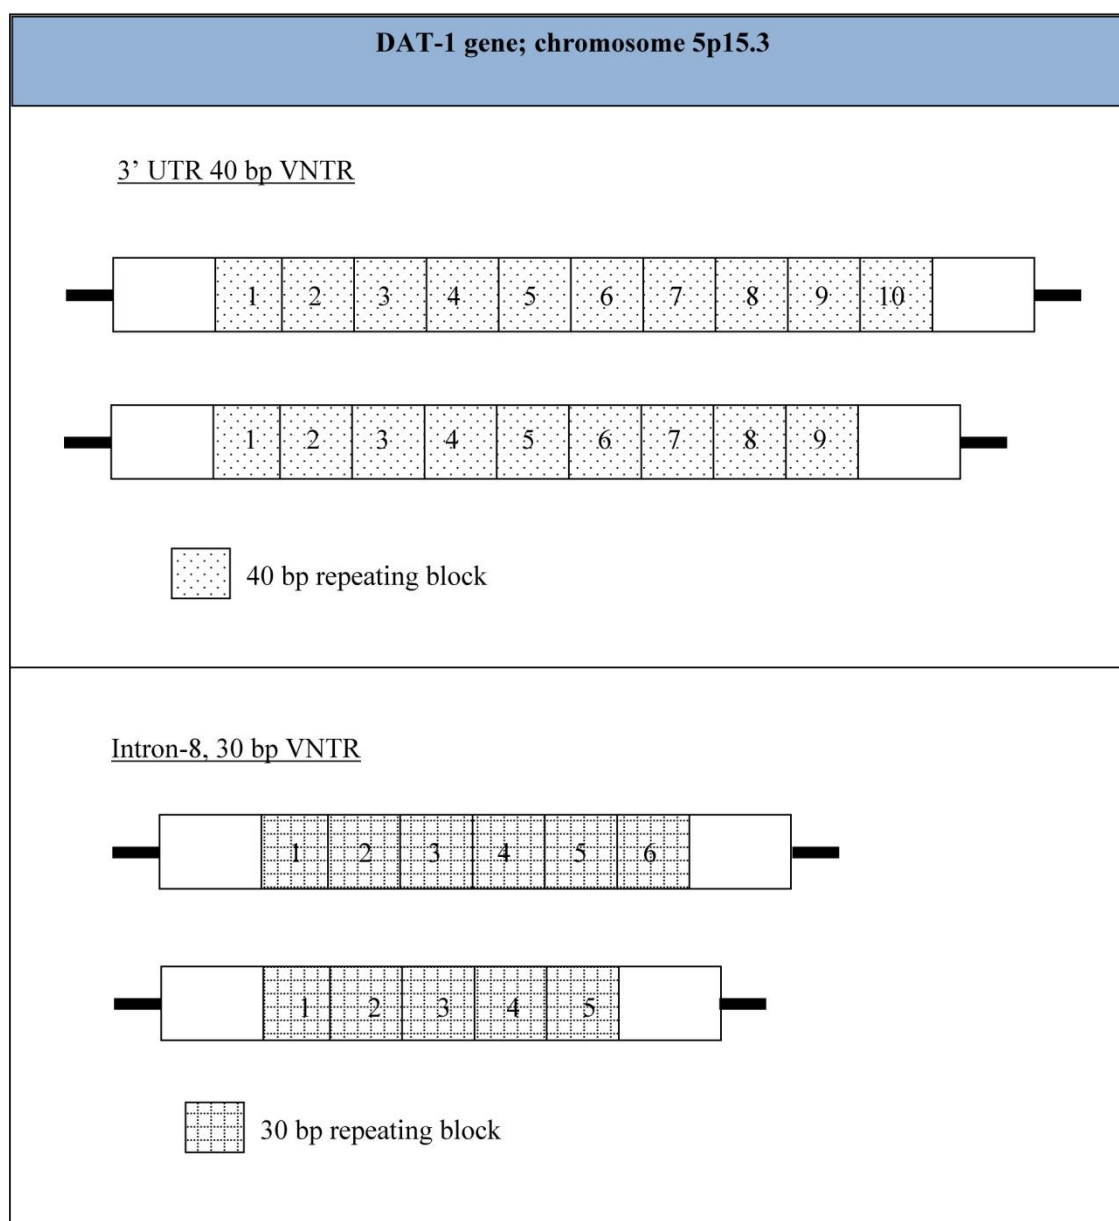 DAT-1 gene; chromosome 5p15.3
3’ UTR 40 bp VNTR
1 2 3 4 5 6 7 8 9 10
1 2 3 4 5 6 7 8 9
40 bp repeating block
Intron-8, 30 bp VNTR
1 2 3 4 5 6
1 2 3 4 5
30 bp repeating block